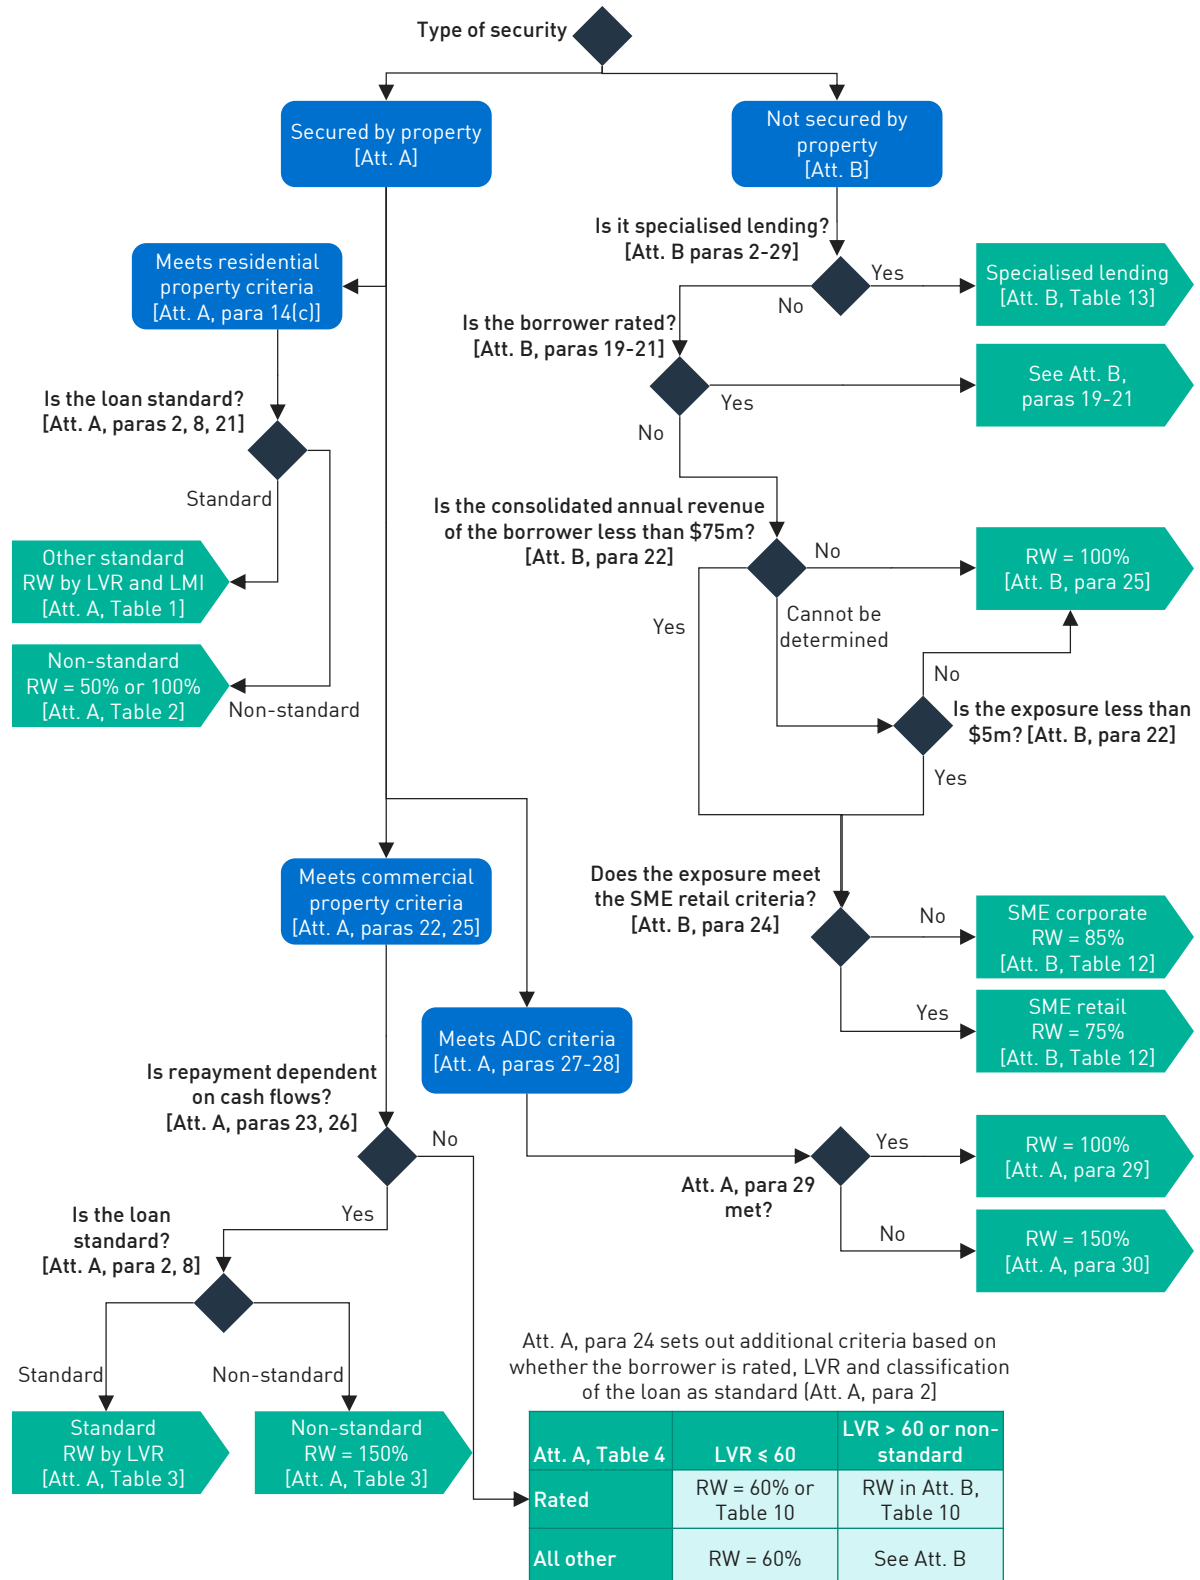 Type of security
Secured by property
[Att. A]
Not secured by
property
[Att. B]
Is it specialised lending?
[Att. B paras 2-29]
Yes
No
Specialised lending
[Att. B, Table 13]
Meets residential
property criteria
[Att. A, para 14(c)]
Is the borrower rated?
[Att. B, paras 19-21]
Yes
No
See Att. B,
paras 19-21
Is the loan standard?
[Att. A, paras 2, 8, 21]
Standard
Non-standard
Other standard
RW by LVR and LMI
[Att. A, Table 1]
Non-standard
RW = 50% or 100%
[Att. A, Table 2]
Is the consolidated annual revenue
of the borrower less than $75m?
[Att. B, para 22]
No
Cannot be
determined
Yes
RW = 100%
[Att. B, para 25]
No
Is the exposure less than
$5m? [Att. B, para 22]
Yes
Meets commercial
property criteria
[Att. A, paras 22, 25]
Does the exposure meet
the SME retail criteria?
[Att. B, para 24]
No
SME corporate
RW = 85%
[Att. B, Table 12]
Yes
SME retail
RW = 75%
[Att. B, Table 12]
Meets ADC criteria
[Att. A, paras 27-28]
Is repayment dependent
on cash flows?
[Att. A, paras 23, 26]
No
Yes
Att. A, para 29
met?
Yes
RW = 100%
[Att. A, para 29]
No
RW = 150%
[Att. A, para 30]
Is the loan
standard?
[Att. A, para 2, 8]
Standard
Non-standard
Standard
RW by LVR
[Att. A, Table 3]
Non-standard
RW = 150%
[Att. A, Table 3]
Att. A, para 24 sets out additional criteria based on
whether the borrower is rated, LVR and classification
of the loan as standard [Att. A, para 2]
Att. A, Table 4
LVR ≤ 60
LVR > 60 or non-
standard
Rated
RW = 60% or
Table 10
RW in Att. B,
Table 10
All other
RW = 60%
See Att. B